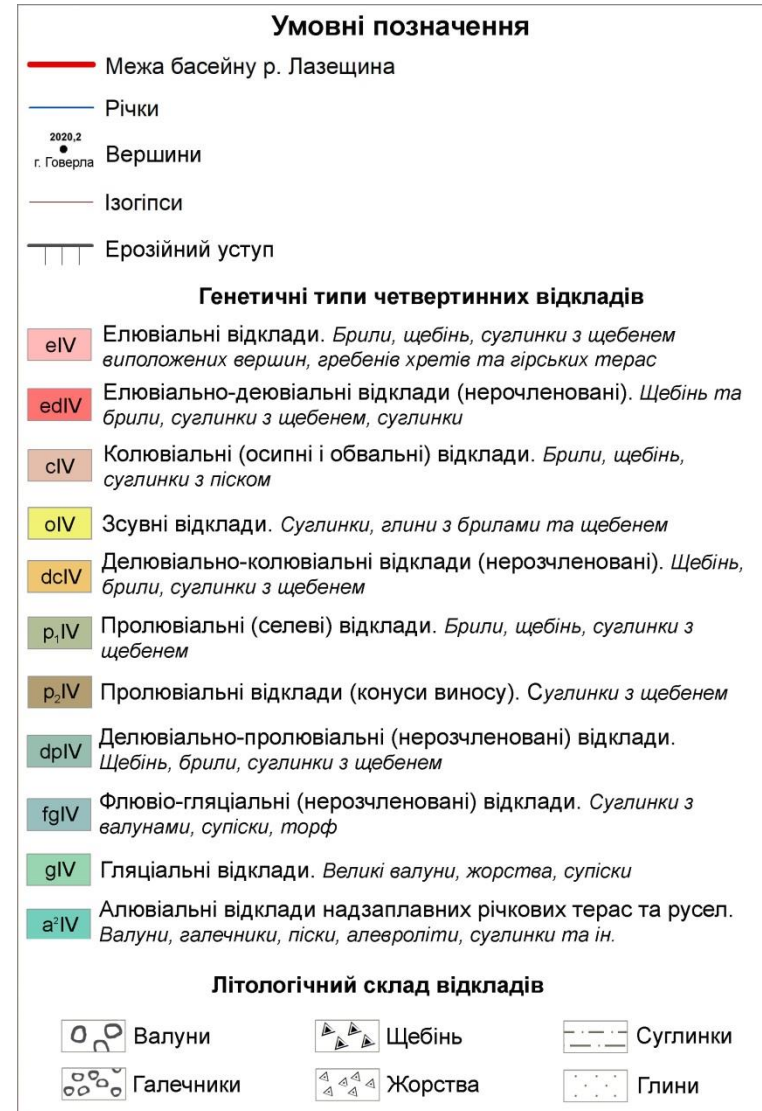 Умовні позначення
Межа басейну р. Лазещина
Річки
2020,2
г. Говерла
Вершини
Ізогіпси
Ерозійний уступ
Генетичні типи четвертинних відкладів
eIV Елювіальні відклади. Брили, щебінь, суглинки з щебенем
виположених вершин, гребенів хретів та гірських терас
edIV Елювіально-деювіальні відклади (нерочленовані). Щебінь та
брили, суглинки з щебенем, суглинки
cIV Колювіальні (осипні і обвальні) відклади. Брили, щебінь,
суглинки з піском
oIV Зсувні відклади. Суглинки, глини з брилами та щебенем
dcIV Делювіально-колювіальні відклади (нерозчленовані). Щебінь,
брили, суглинки з щебенем
p₁IV Пролювіальні (селеві) відклади. Брили, щебінь, суглинки з
щебенем
p₂IV Пролювіальні відклади (конуси виносу). Суглинки з щебенем
dpIV Делювіально-пролювіальні (нерозчленовані) відклади.
Щебінь, брили, суглинки з щебенем
fgIV Флювіо-гляціальні (нерозчленовані) відклади. Суглинки з
валунами, супіски, торф
gIV Гляціальні відклади. Великі валуни, жорства, супіски
a²IV Алювіальні відклади надзаплавних річкових терас та русел.
Валуни, галечники, піски, алевроліти, суглинки та ін.
Літологічний склад відкладів
Валуни Щебінь Суглинки
Галечники Жорства Глини